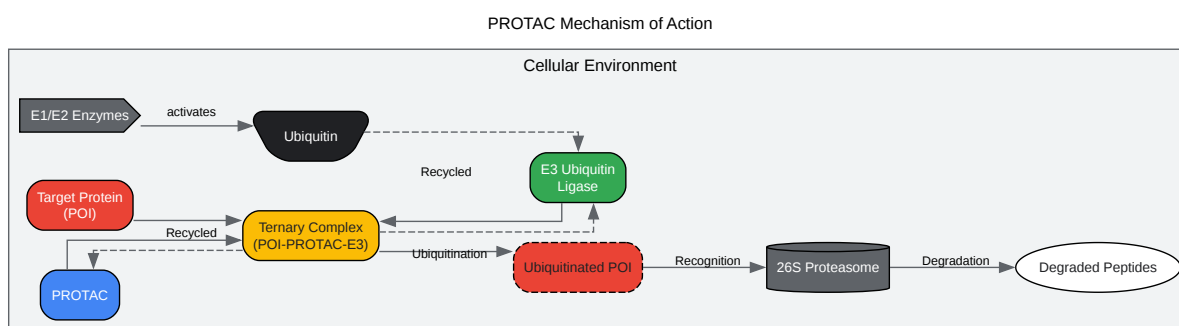 PROTAC Mechanism of Action
Cellular Environment
E1/E2 Enzymes
activates
Ubiquitin
Recycled
E3 Ubiquitin
Ligase
Target Protein
(POI)
Recycled
Ternary Complex
(POI-PROTAC-E3)
Ubiquitination
Ubiquitinated POI
Recognition
26S Proteasome
Degradation
Degraded Peptides
PROTAC